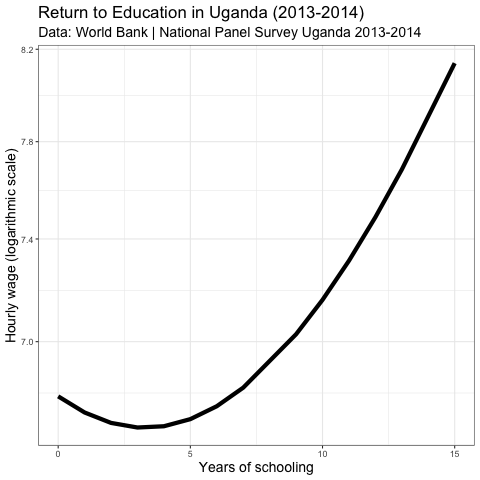 Return to Education in Uganda (2013-2014)
Data: World Bank | National Panel Survey Uganda 2013-2014
8.2
7.8
7.4
7.0
Hourly wage (logarithmic scale)
0 5 10 15
Years of schooling